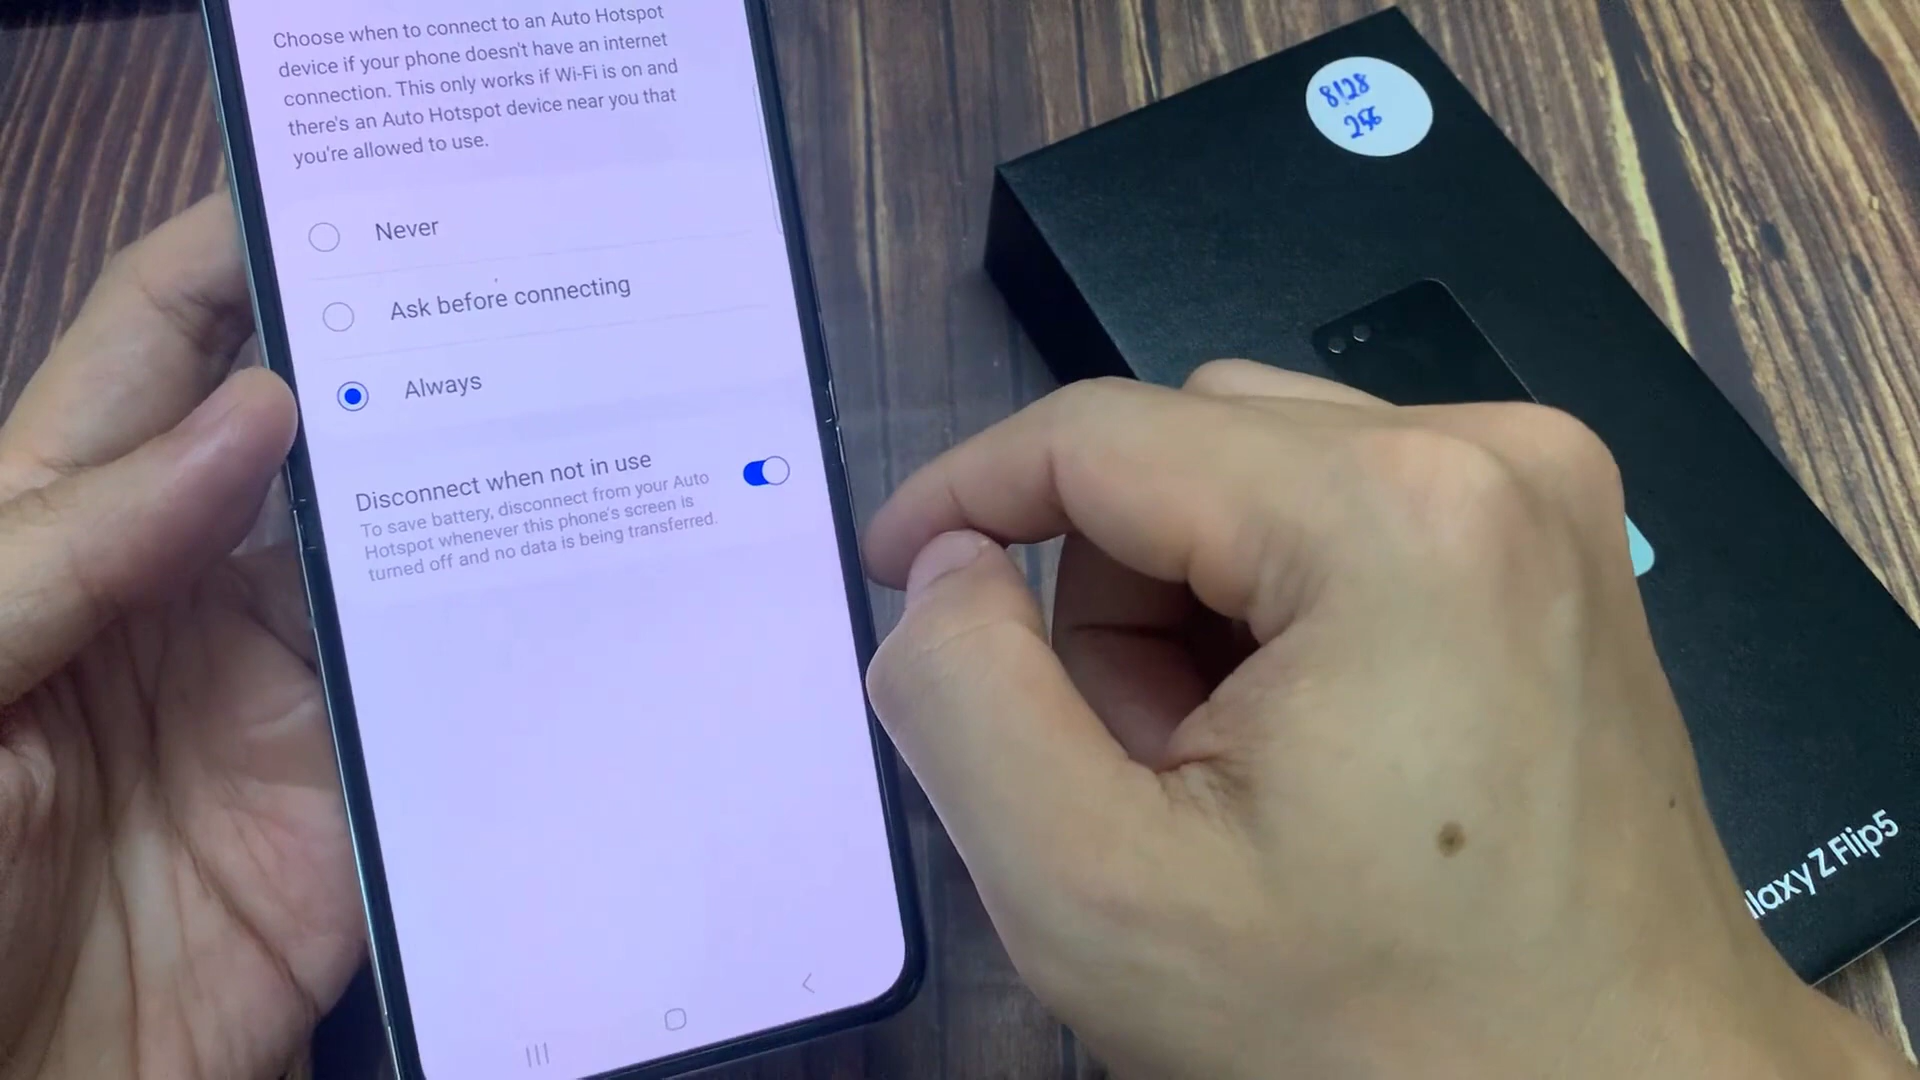 Choose when to connect to an Auto Hotspot
device if your phone doesn't have an internet
connection. This only works if Wi-Fi is on and
there's an Auto Hotspot device near you that
you're allowed to use.
Never
Ask before connecting
Always
Disconnect when not in use
To save battery, disconnect from your Auto
Hotspot whenever this phone's screen is
turned off and no data is being transferred.
8128
256
laxy Z Flip5